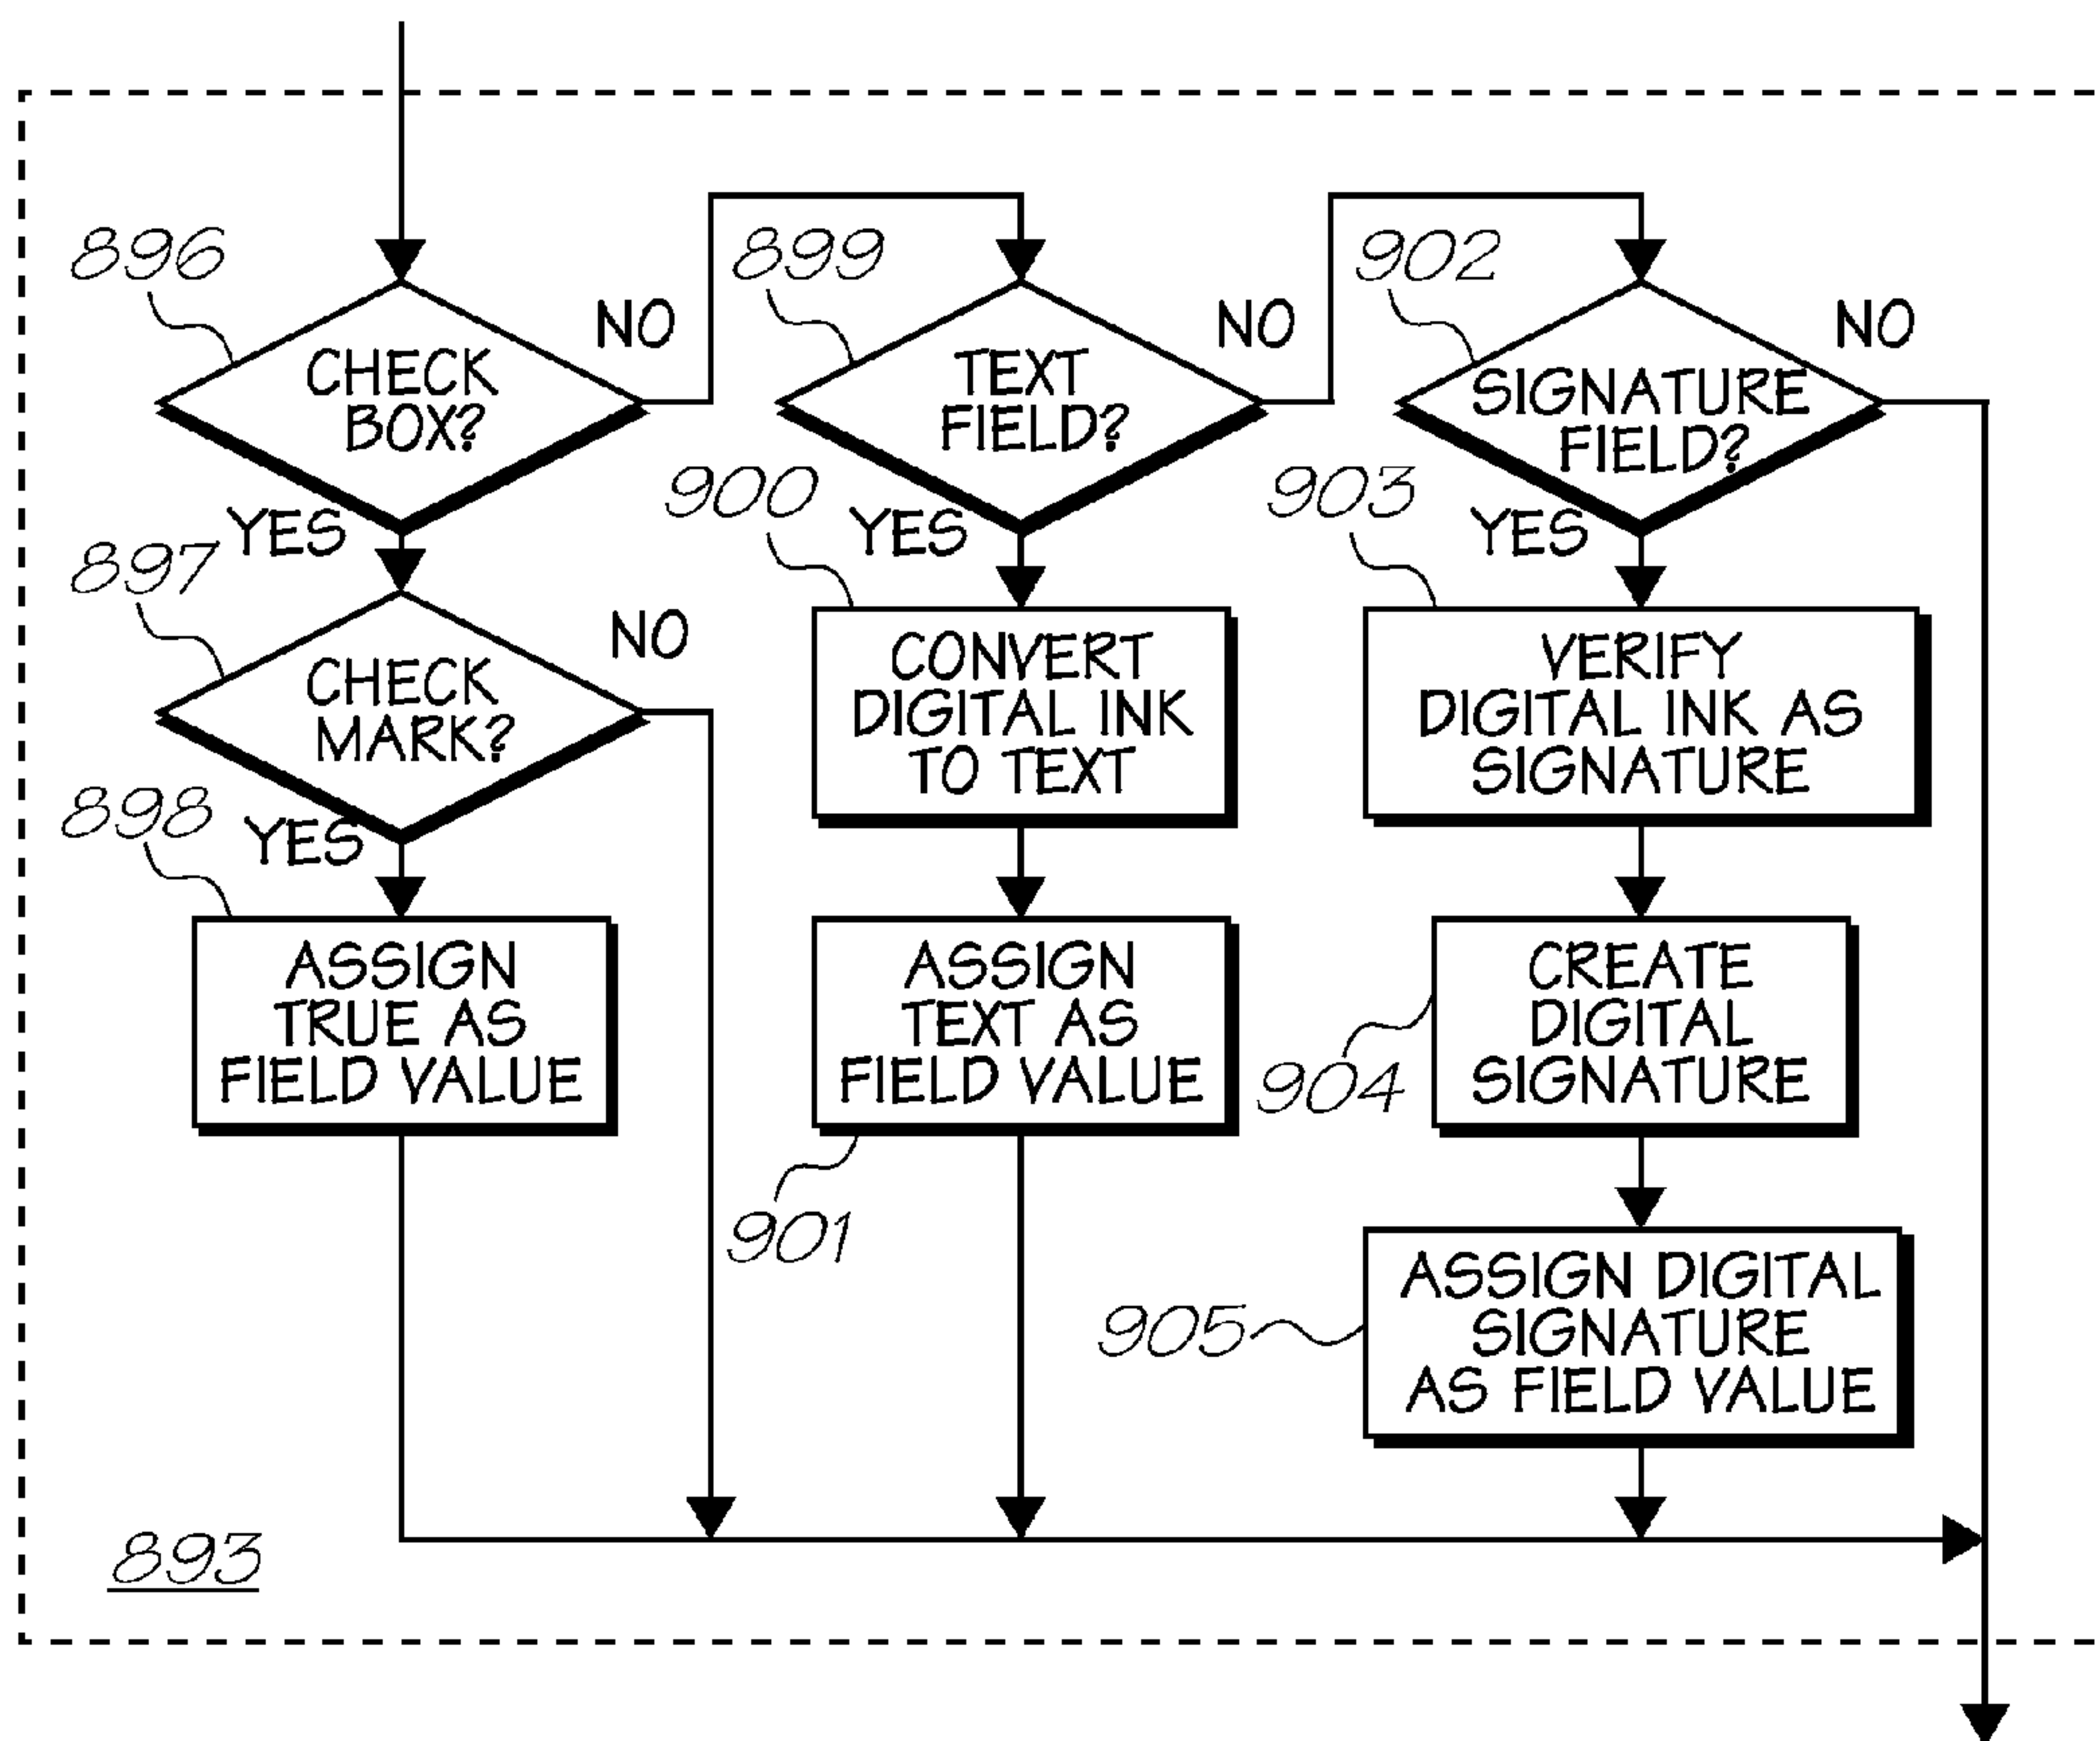 896
CHECK
BOX?
NO
YES
897
CHECK
MARK?
NO
YES
898
ASSIGN
TRUE AS
FIELD VALUE
899
TEXT
FIELD?
NO
YES
900
CONVERT
DIGITAL INK
TO TEXT
ASSIGN
TEXT AS
FIELD VALUE
901
902
SIGNATURE
FIELD?
NO
YES
903
VERIFY
DIGITAL INK AS
SIGNATURE
CREATE
DIGITAL
SIGNATURE
904
ASSIGN DIGITAL
SIGNATURE
AS FIELD VALUE
905
893